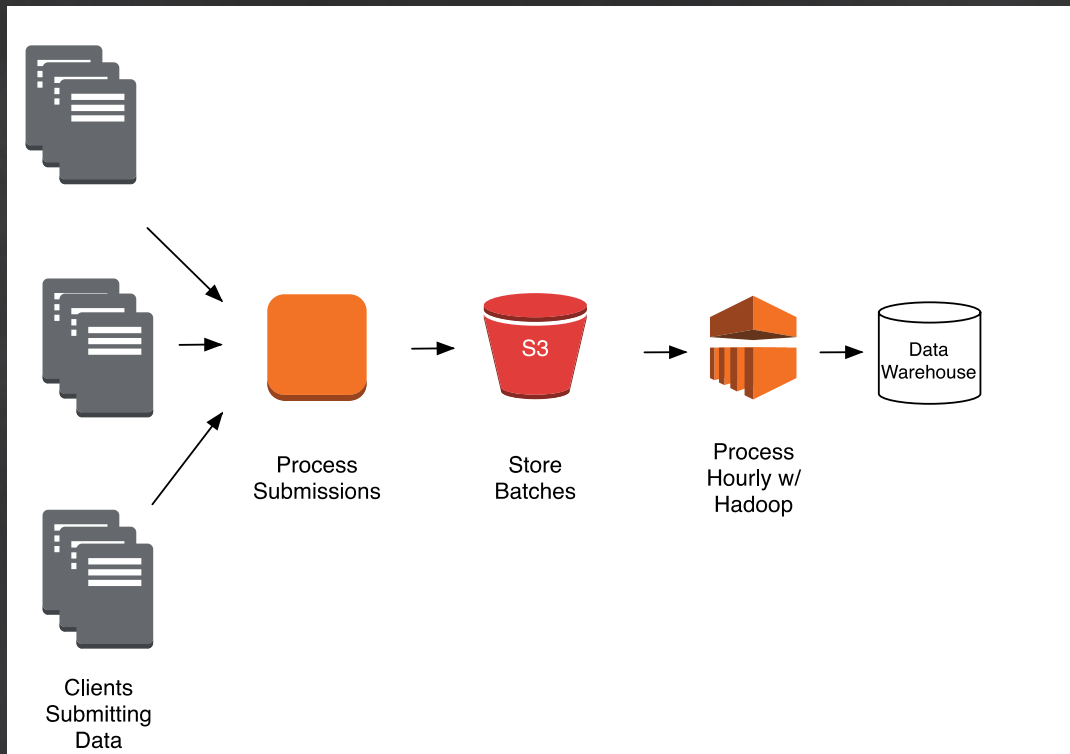 S3
Data
Warehouse
Process
Submissions
Store
Batches
Process
Hourly w/
Hadoop
Clients
Submitting
Data